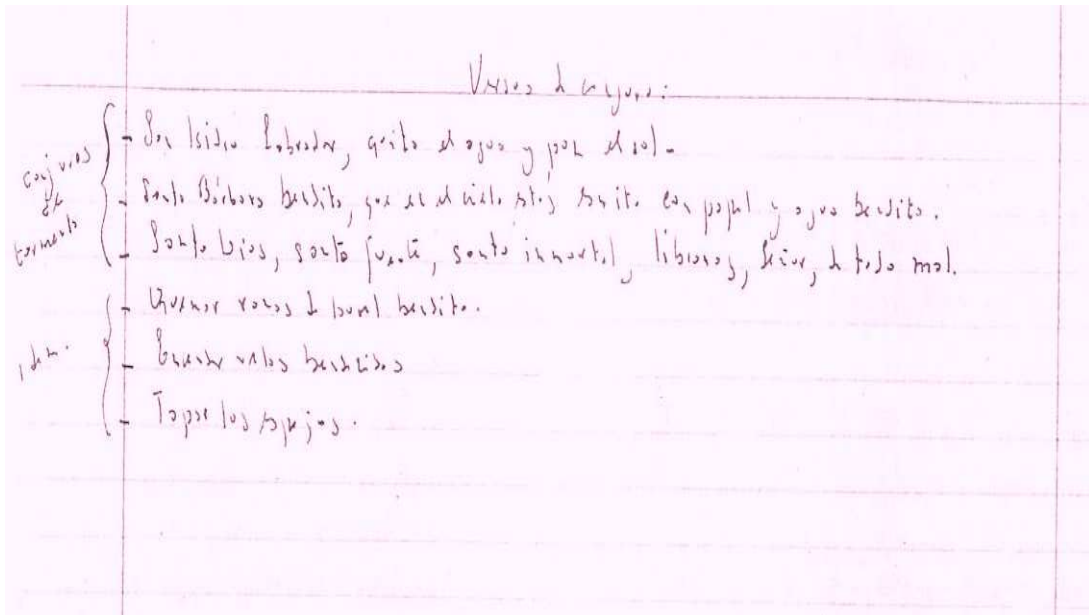 Versos de conjuro:
conjuros de tormenta
- San Isidro Labrador, quita el agua y pon el sol.
- Santa Bárbara bendita, que en el cielo estás escrita con papel y agua bendita.
- Santo Dios, santo fuerte, santo inmortal, líbranos, Señor, de todo mal.
idem.
- Quemar ramos de laurel bendito.
- Encender velas bendecidas
- Tapar los espejos.